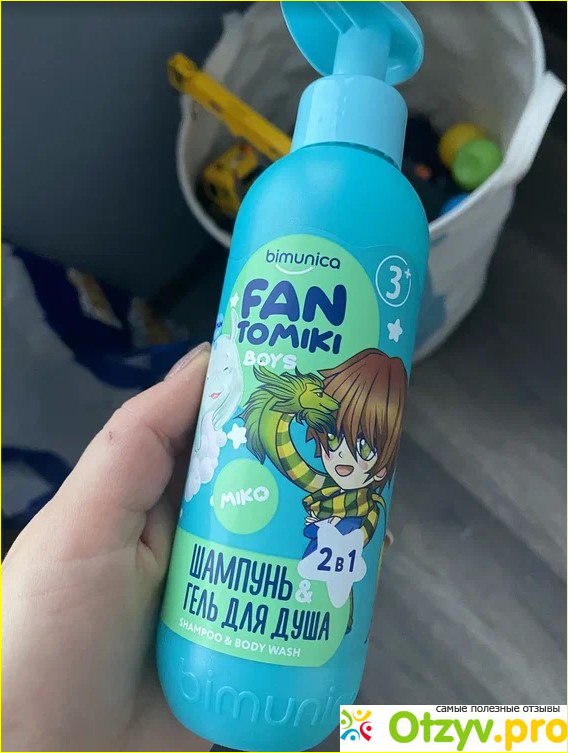 bimunica
3+
FAN
TOMIKI
BOYS
MIKO
2 в 1
ШАМПУНЬ &
ГЕЛЬ ДЛЯ ДУША
SHAMPOO & BODY WASH
bimunica
самые полезные отзывы
Otzyv.pro